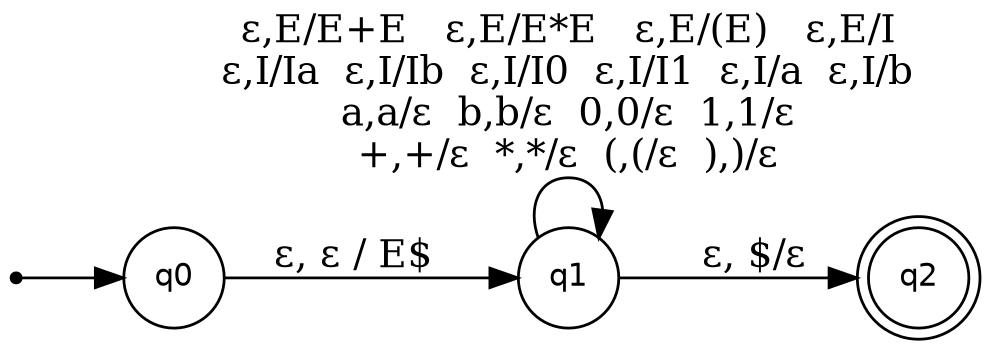 ε,E/E+E ε,E/E*E ε,E/(E) ε,E/I
ε,I/Ia ε,I/Ib ε,I/I0 ε,I/I1 ε,I/a ε,I/b
a,a/ε b,b/ε 0,0/ε 1,1/ε
+,+/ε *,*/ε (,(/ε ),)/ε
q0
ε, ε / E$
q1
ε, $/ε
q2